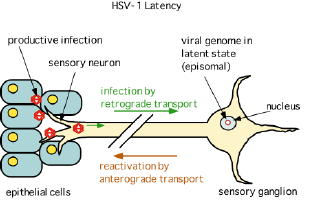 HSV-1 Latency
productive infection
sensory neuron
viral genome in
latent state
(episomal)
infection by
retrograde transport
nucleus
reactivation by
anterograde transport
epithelial cells
sensory ganglion